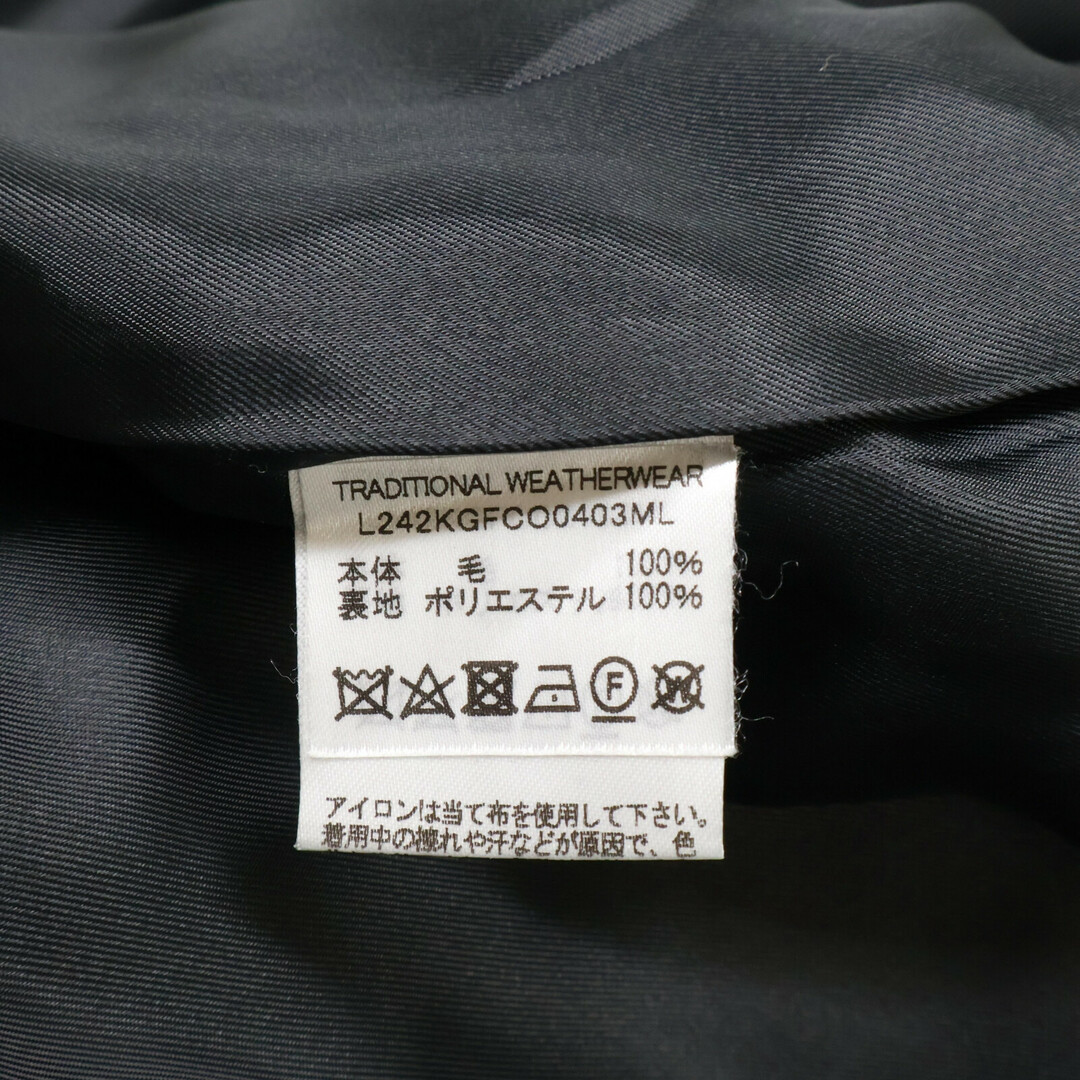 TRADITIONAL WEATHERWEAR
L242KGFCO0403ML
本体 毛 100%
裏地 ポリエステル 100%
F W
アイロンは当て布を使用して下さい。
着用中の擦れや汗などが原因で、色